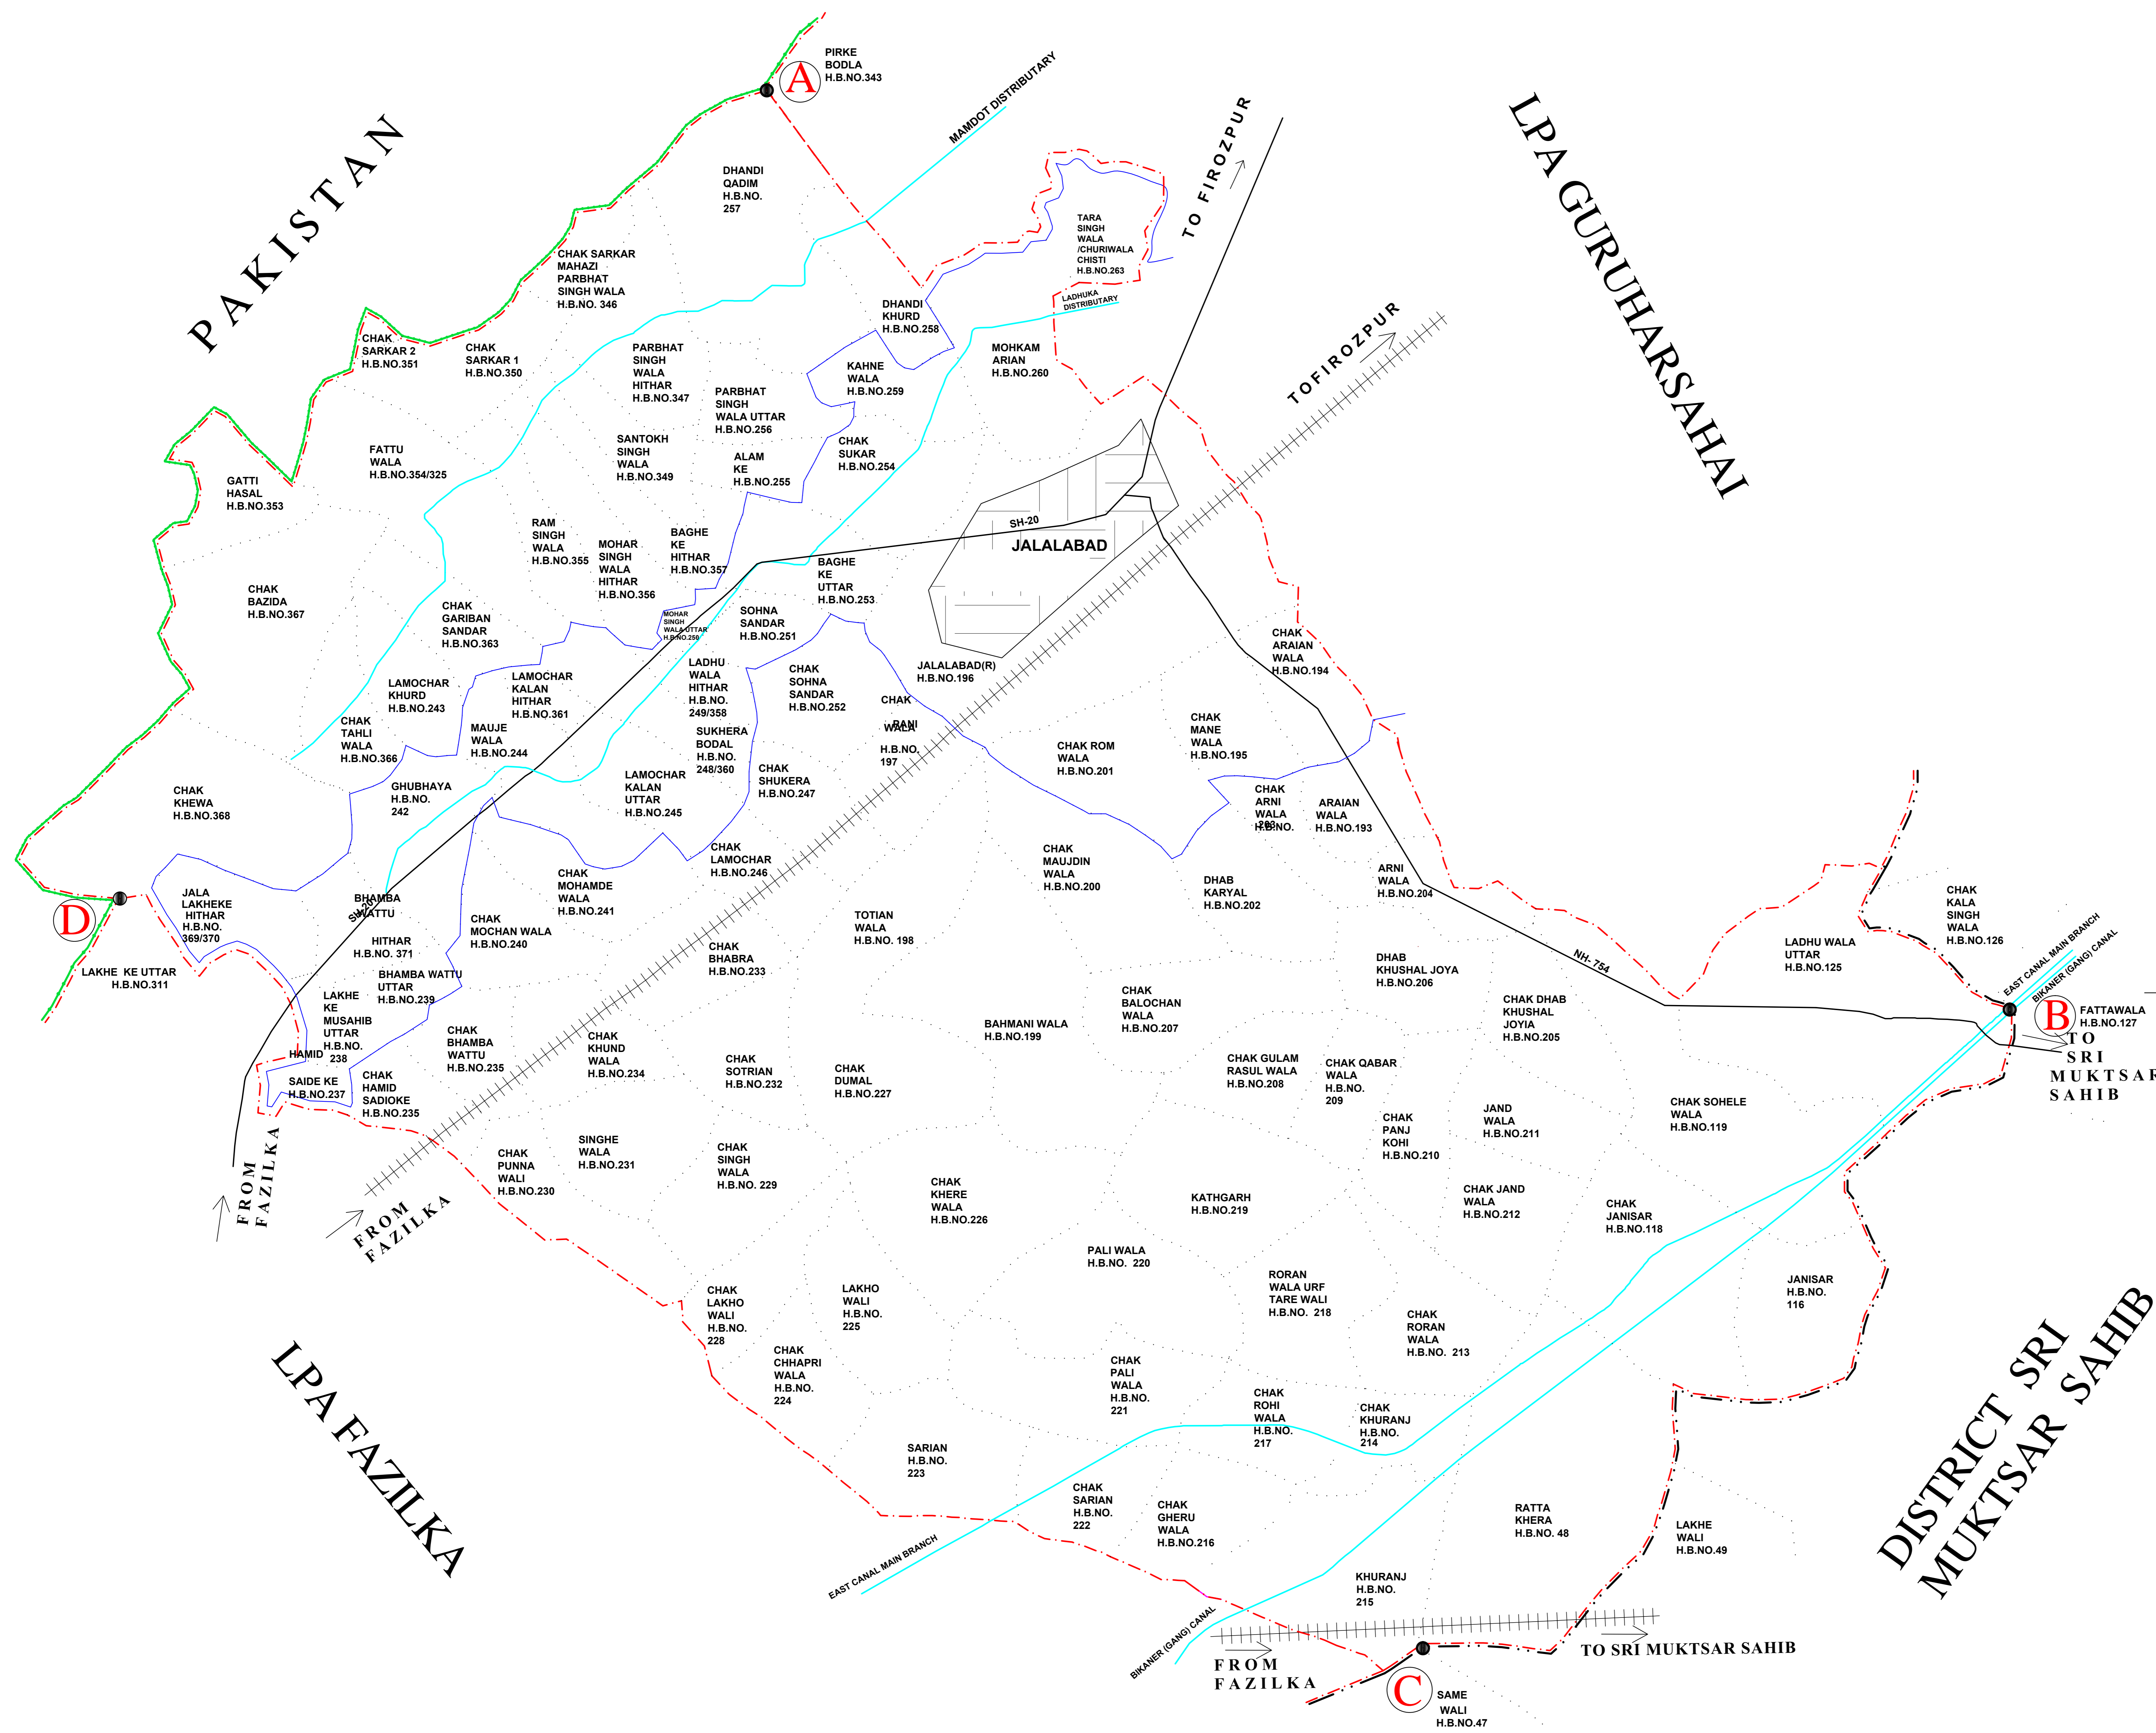 PIRKE
BODLA
H.B.NO.343
A
MAMDOT DISTRIBUTARY
PAKISTAN
TO FIROZPUR
LPA GURUHARSAHAI
DHANDI
QADIM
H.B.NO.
257
TARA
SINGH
WALA
/CHURIWALA
CHISTI
H.B.NO.263
CHAK SARKAR
MAHAZI
PARBHAT
SINGH WALA
H.B.NO. 346
LADHUKA
DISTRIBUTARY
DHANDI
KHURD
H.B.NO.258
TOFIROZPUR
CHAK
SARKAR 2
H.B.NO.351
CHAK
SARKAR 1
H.B.NO.350
PARBHAT
SINGH
WALA
HITHAR
H.B.NO.347
MOHKAM
ARIAN
H.B.NO.260
KAHNE
WALA
H.B.NO.259
PARBHAT
SINGH
WALA UTTAR
H.B.NO.256
FATTU
WALA
H.B.NO.354/325
SANTOKH
SINGH
WALA
H.B.NO.349
ALAM
KE
H.B.NO.255
CHAK
SUKAR
H.B.NO.254
GATTI
HASAL
H.B.NO.353
RAM
SINGH
WALA
H.B.NO.355
MOHAR
SINGH
WALA
HITHAR
H.B.NO.356
BAGHE
KE
HITHAR
H.B.NO.357
SH-20
JALALABAD
BAGHE
KE
UTTAR
H.B.NO.253
CHAK
BAZIDA
H.B.NO.367
CHAK
GARIBAN
SANDAR
H.B.NO.363
MOHAR
SINGH
WALA UTTAR
H.B.NO.250
SOHNA
SANDAR
H.B.NO.251
CHAK
ARAIAN
WALA
H.B.NO.194
LADHU
WALA
HITHAR
H.B.NO.
249/358
CHAK
SOHNA
SANDAR
H.B.NO.252
JALALABAD(R)
H.B.NO.196
LAMOCHAR
KHURD
H.B.NO.243
LAMOCHAR
KALAN
HITHAR
H.B.NO.361
CHAK
RANI
WALA
H.B.NO.
197
CHAK
TAHLI
WALA
H.B.NO.366
MAUJE
WALA
H.B.NO.244
SUKHERA
BODAL
H.B.NO.
248/360
CHAK ROM
WALA
H.B.NO.201
CHAK
MANE
WALA
H.B.NO.195
CHAK
KHEWA
H.B.NO.368
GHUBHAYA
H.B.NO.
242
LAMOCHAR
KALAN
UTTAR
H.B.NO.245
CHAK
SHUKERA
H.B.NO.247
CHAK
ARNI
WALA
H.B.NO.
203
ARAIAN
WALA
H.B.NO.193
CHAK
LAMOCHAR
H.B.NO.246
CHAK
MAUJDIN
WALA
H.B.NO.200
ARNI
WALA
H.B.NO.204
D
JALA
LAKHEKE
HITHAR
H.B.NO.
369/370
BHAMBA
WATTU
HITHAR
H.B.NO. 371
SH-20
CHAK
MOHAMDE
WALA
H.B.NO.241
CHAK
MOCHAN WALA
H.B.NO.240
TOTIAN
WALA
H.B.NO. 198
DHAB
KARYAL
H.B.NO.202
CHAK
KALA
SINGH
WALA
H.B.NO.126
LAKHE KE UTTAR
H.B.NO.311
BHAMBA WATTU
UTTAR
H.B.NO.239
CHAK
BHABRA
H.B.NO.233
DHAB
KHUSHAL JOYA
H.B.NO.206
NH- 754
LADHU WALA
UTTAR
H.B.NO.125
EAST CANAL MAIN BRANCH
BIKANER (GANG) CANAL
LAKHE
KE
MUSAHIB
UTTAR
H.B.NO.
238
CHAK
BALOCHAN
WALA
H.B.NO.207
CHAK DHAB
KHUSHAL
JOYIA
H.B.NO.205
B
FATTAWALA
H.B.NO.127
TO
SRI
MUKTSAR
SAHIB
HAMID
SAIDE KE
H.B.NO.237
CHAK
BHAMBA
WATTU
H.B.NO.235
CHAK
KHUND
WALA
H.B.NO.234
BAHMANI WALA
H.B.NO.199
CHAK
HAMID
SADIOKE
H.B.NO.235
CHAK
SOTRIAN
H.B.NO.232
CHAK
DUMAL
H.B.NO.227
CHAK GULAM
RASUL WALA
H.B.NO.208
CHAK QABAR
WALA
H.B.NO.
209
CHAK
PANJ
KOHI
H.B.NO.210
JAND
WALA
H.B.NO.211
CHAK SOHELE
WALA
H.B.NO.119
FROM
FAZILKA
CHAK
PUNNA
WALI
H.B.NO.230
SINGHE
WALA
H.B.NO.231
CHAK
SINGH
WALA
H.B.NO. 229
CHAK
KHERE
WALA
H.B.NO.226
KATHGARH
H.B.NO.219
CHAK JAND
WALA
H.B.NO.212
CHAK
JANISAR
H.B.NO.118
FROM
FAZILKA
PALI WALA
H.B.NO. 220
RORAN
WALA URF
TARE WALI
H.B.NO. 218
JANISAR
H.B.NO.
116
CHAK
LAKHO
WALI
H.B.NO.
228
LAKHO
WALI
H.B.NO.
225
CHAK
RORAN
WALA
H.B.NO. 213
LPA FAZILKA
CHAK
CHHAPRI
WALA
H.B.NO.
224
CHAK
PALI
WALA
H.B.NO.
221
CHAK
ROHI
WALA
H.B.NO.
217
CHAK
KHURANJ
H.B.NO.
214
DISTRICT SRI
MUKTSAR SAHIB
SARIAN
H.B.NO.
223
CHAK
SARIAN
H.B.NO.
222
CHAK
GHERU
WALA
H.B.NO.216
RATTA
KHERA
H.B.NO. 48
LAKHE
WALI
H.B.NO.49
EAST CANAL MAIN BRANCH
KHURANJ
H.B.NO.
215
BIKANER (GANG) CANAL
FROM
FAZILKA
TO SRI MUKTSAR SAHIB
C
SAME
WALI
H.B.NO.47